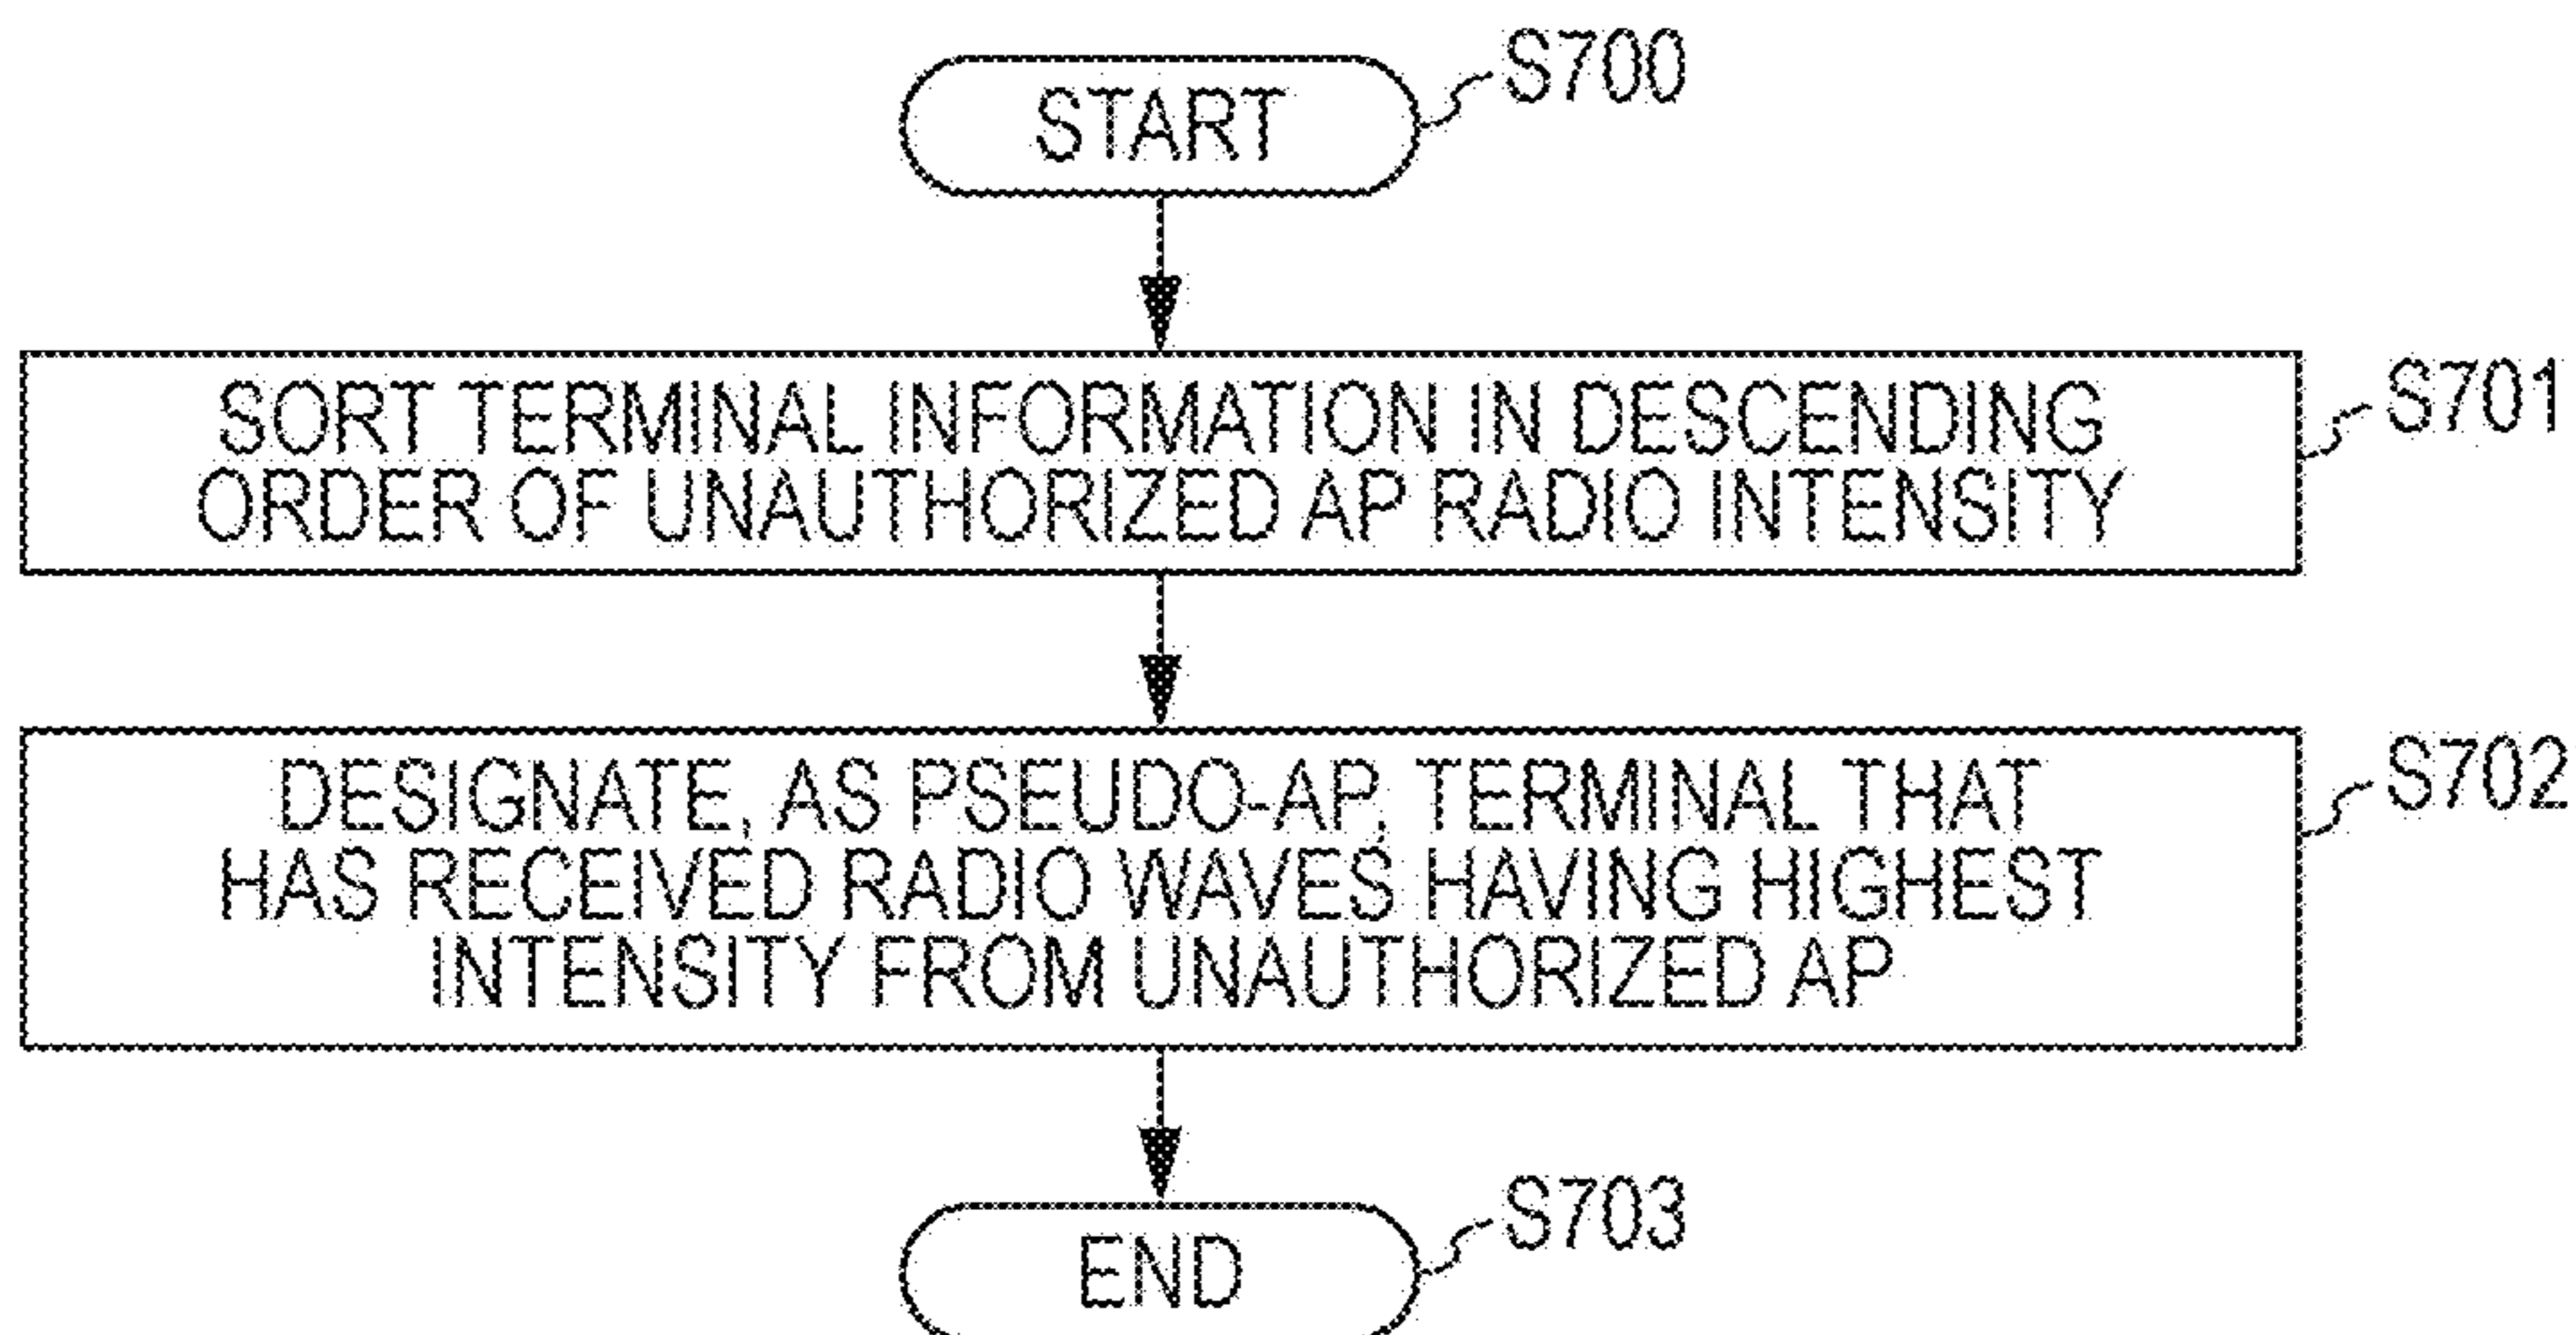 START
S700
SORT TERMINAL INFORMATION IN DESCENDING
ORDER OF UNAUTHORIZED AP RADIO INTENSITY
S701
DESIGNATE, AS PSEUDO-AP, TERMINAL THAT
HAS RECEIVED RADIO WAVES HAVING HIGHEST
INTENSITY FROM UNAUTHORIZED AP
S702
END
S703